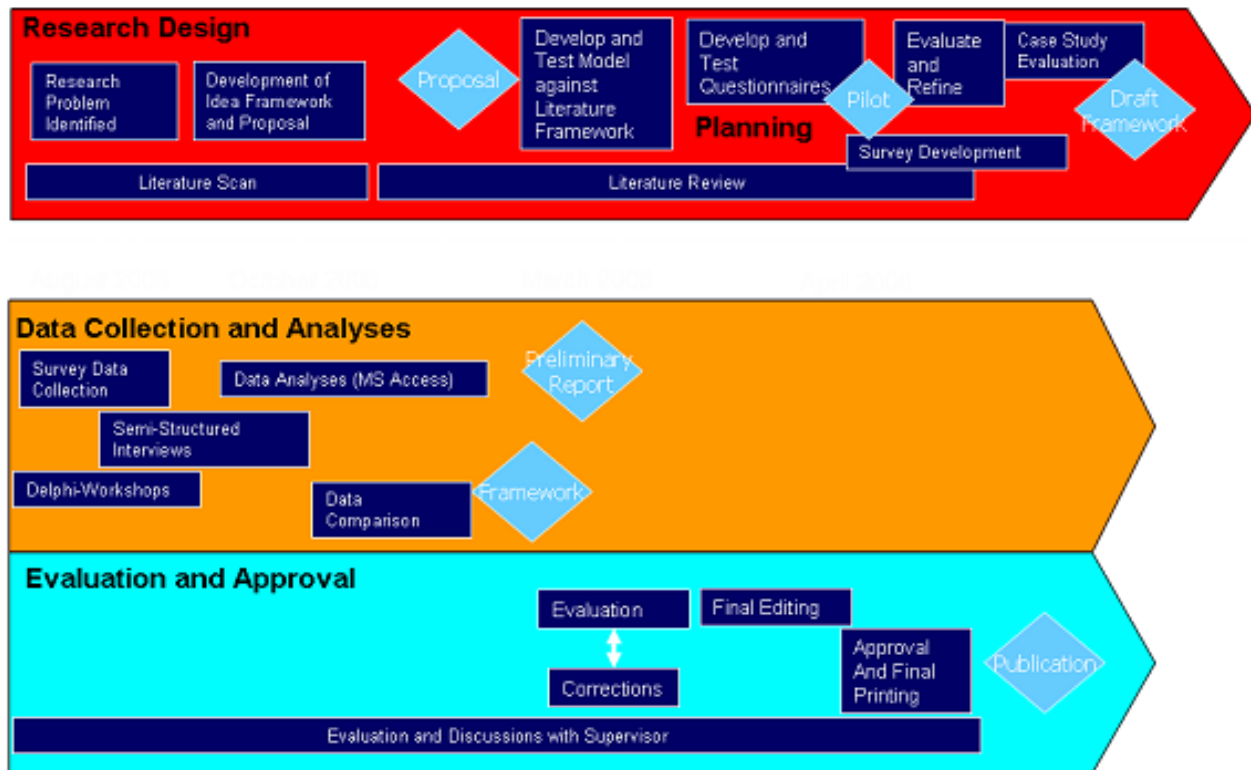 Research Design
Research
Problem
Identified
Development of
Idea Framework
and Proposal
Proposal
Develop and
Test Model
against
Literature
Framework
Develop and
Test
Questionnaires
Pilot
Evaluate
and
Refine
Case Study
Evaluation
Draft
Framework
Planning
Survey Development
Literature Scan
Literature Review
Data Collection and Analyses
Survey Data
Collection
Data Analyses (MS Access)
Preliminary
Report
Semi-Structured
Interviews
Delphi-Workshops
Data
Comparison
Framework
Evaluation and Approval
Evaluation
Final Editing
Corrections
Approval
And Final
Printing
Publication
Evaluation and Discussions with Supervisor